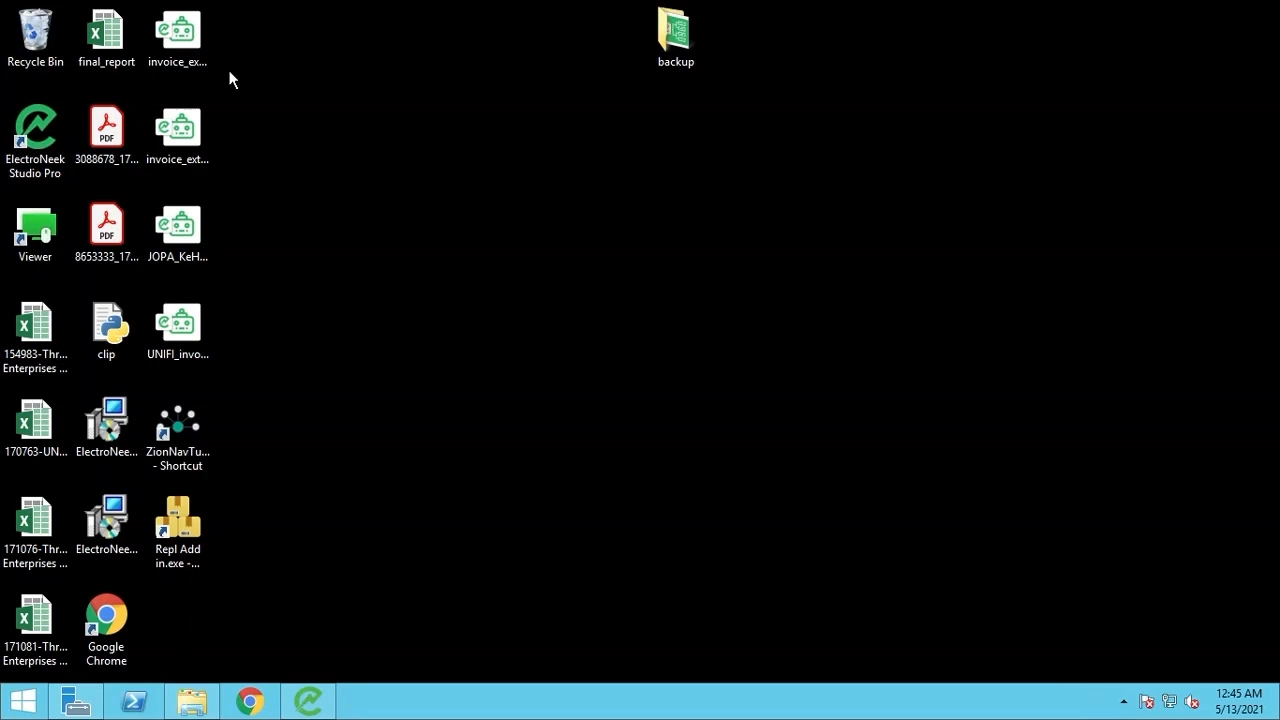 Recycle Bin
final_report
invoice_ex...
backup
ElectroNeek
Studio Pro
PDF
3088678_17...
invoice_ext...
Viewer
PDF
8653333_17...
JOPA_KeH...
154983-Thr...
Enterprises ...
clip
UNIFI_invo...
170763-UN...
ElectroNee...
ZionNavTu...
- Shortcut
171076-Thr...
Enterprises ...
ElectroNee...
Repl Add
in.exe -...
171081-Thr...
Enterprises ...
Google
Chrome
12:45 AM
5/13/2021